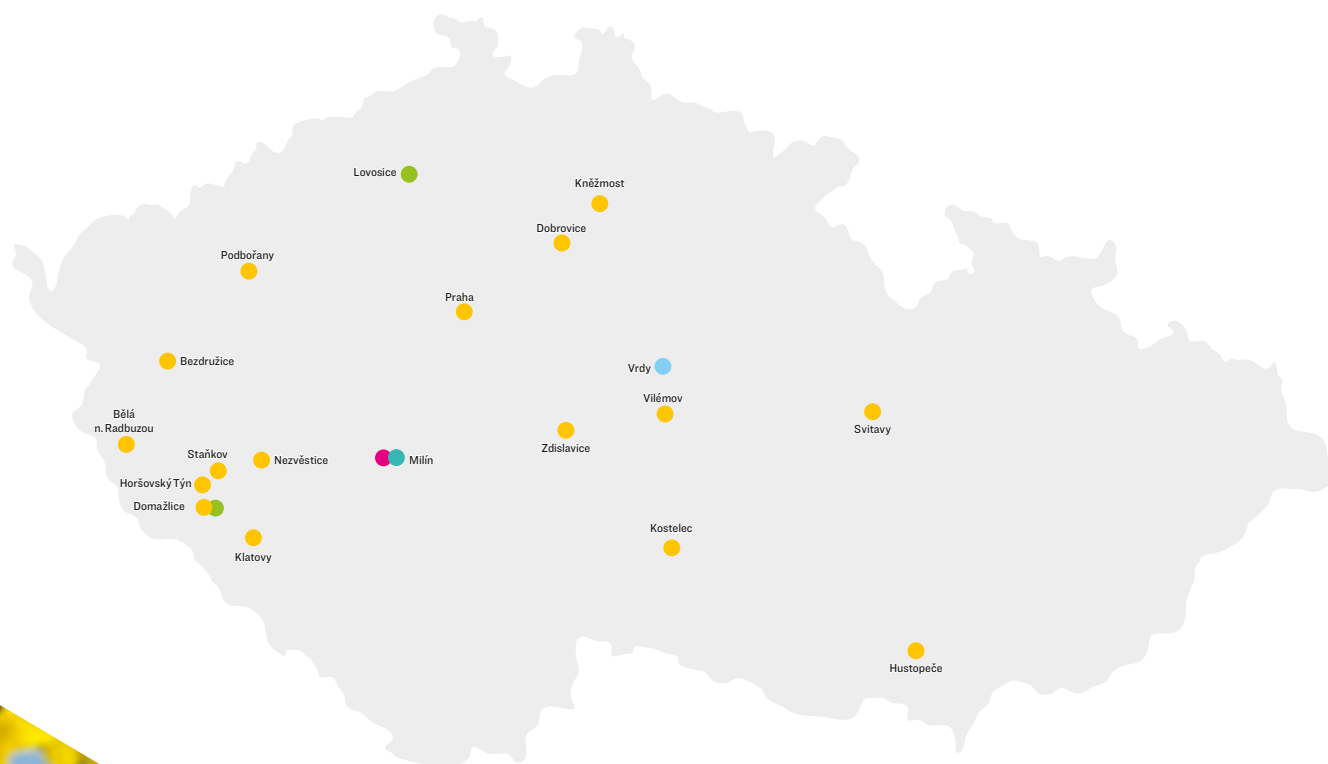 Lovosice
Kněžmost
Dobrovice
Podbořany
Praha
Bezdružice
Vrdy
Vilémov
Bělá
n. Radbuzou
Svitavy
Zdislavice
Staňkov
Nezvěstice
Milín
Horšovský Týn
Domažlice
Kostelec
Klatovy
Hustopeče